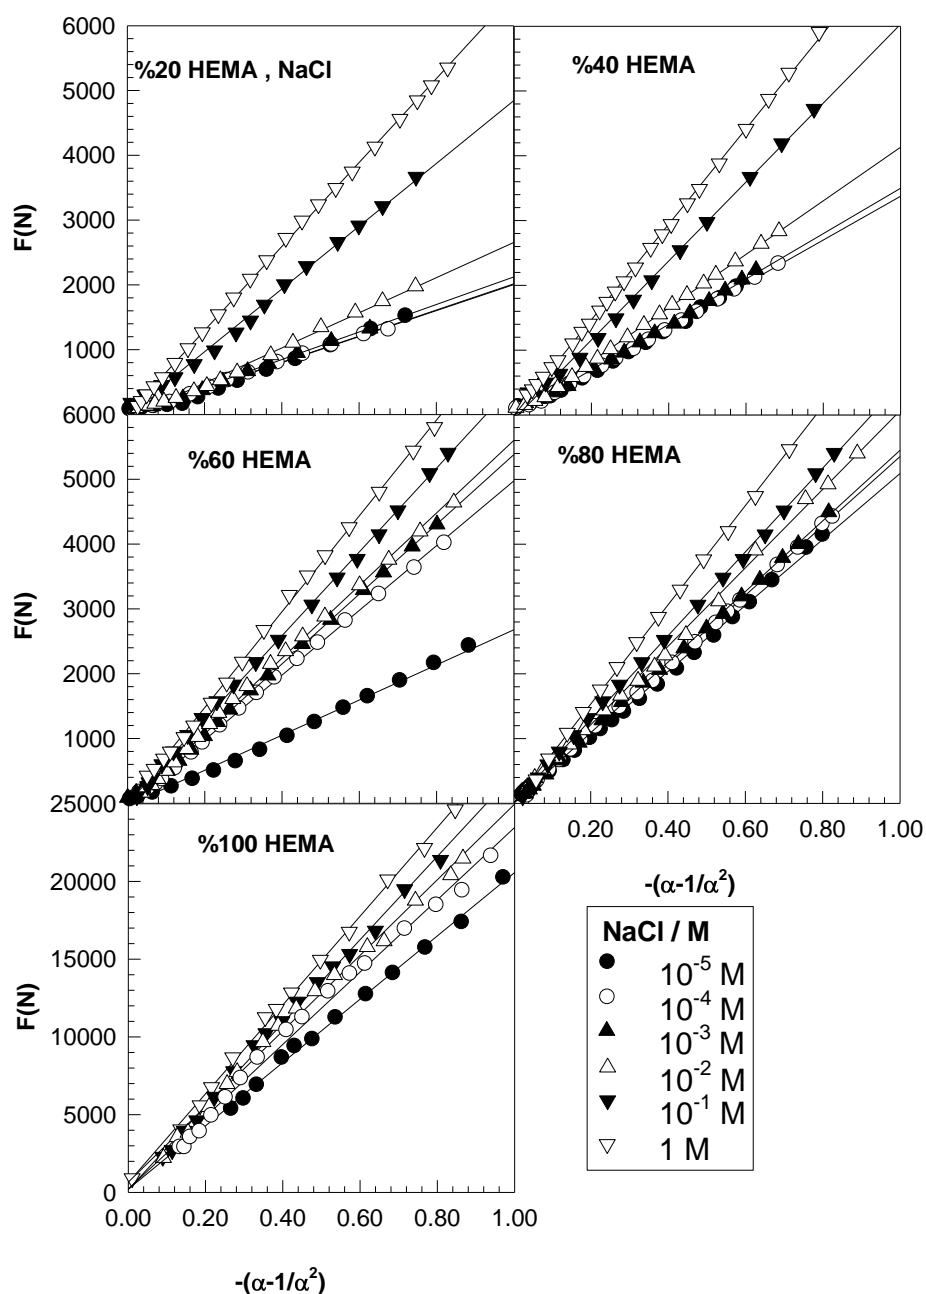 6000
5000
4000
3000
2000
1000
F(N)
%20 HEMA , NaCl
%40 HEMA
6000
5000
4000
3000
2000
1000
F(N)
%60 HEMA
%80 HEMA
0.20 0.40 0.60 0.80 1.00
-(α-1/α²)
25000
20000
15000
10000
5000
0
F(N)
%100 HEMA
0.00 0.20 0.40 0.60 0.80 1.00
-(α-1/α²)
NaCl / M
10⁻⁵ M
10⁻⁴ M
10⁻³ M
10⁻² M
10⁻¹ M
1 M